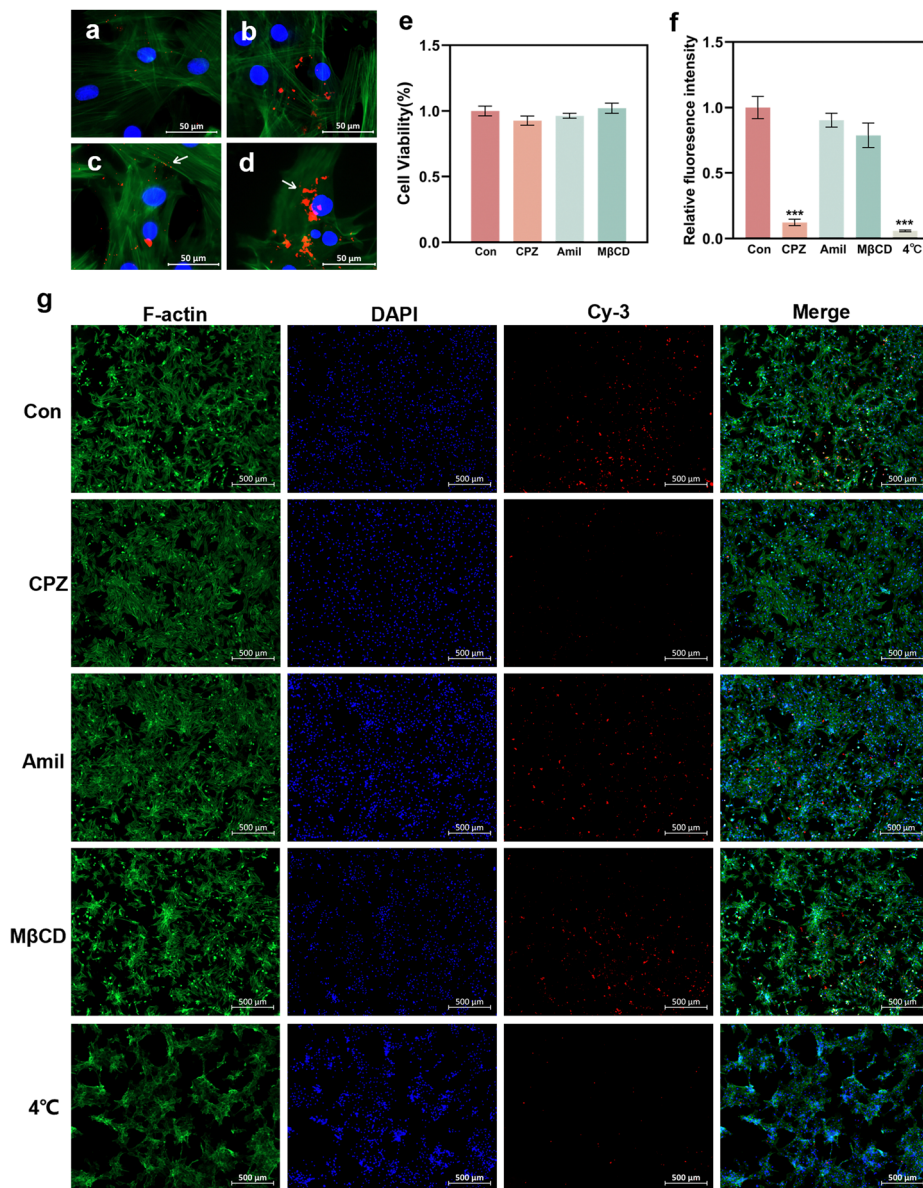 a
b
50 μm
50 μm
c
d
50 μm
50 μm
e
Cell Viability(%)
1.5
1.0
0.5
0.0
Con CPZ Amil MβCD
f
Relative fluoresence intensity
1.5
1.0
0.5
0.0
***
***
Con CPZ Amil MβCD 4℃
g
F-actin DAPI Cy-3 Merge
Con
500 μm 500 μm 500 μm 500 μm
CPZ
500 μm 500 μm 500 μm 500 μm
Amil
500 μm 500 μm 500 μm 500 μm
MβCD
500 μm 500 μm 500 μm 500 μm
4℃
500 μm 500 μm 500 μm 500 μm